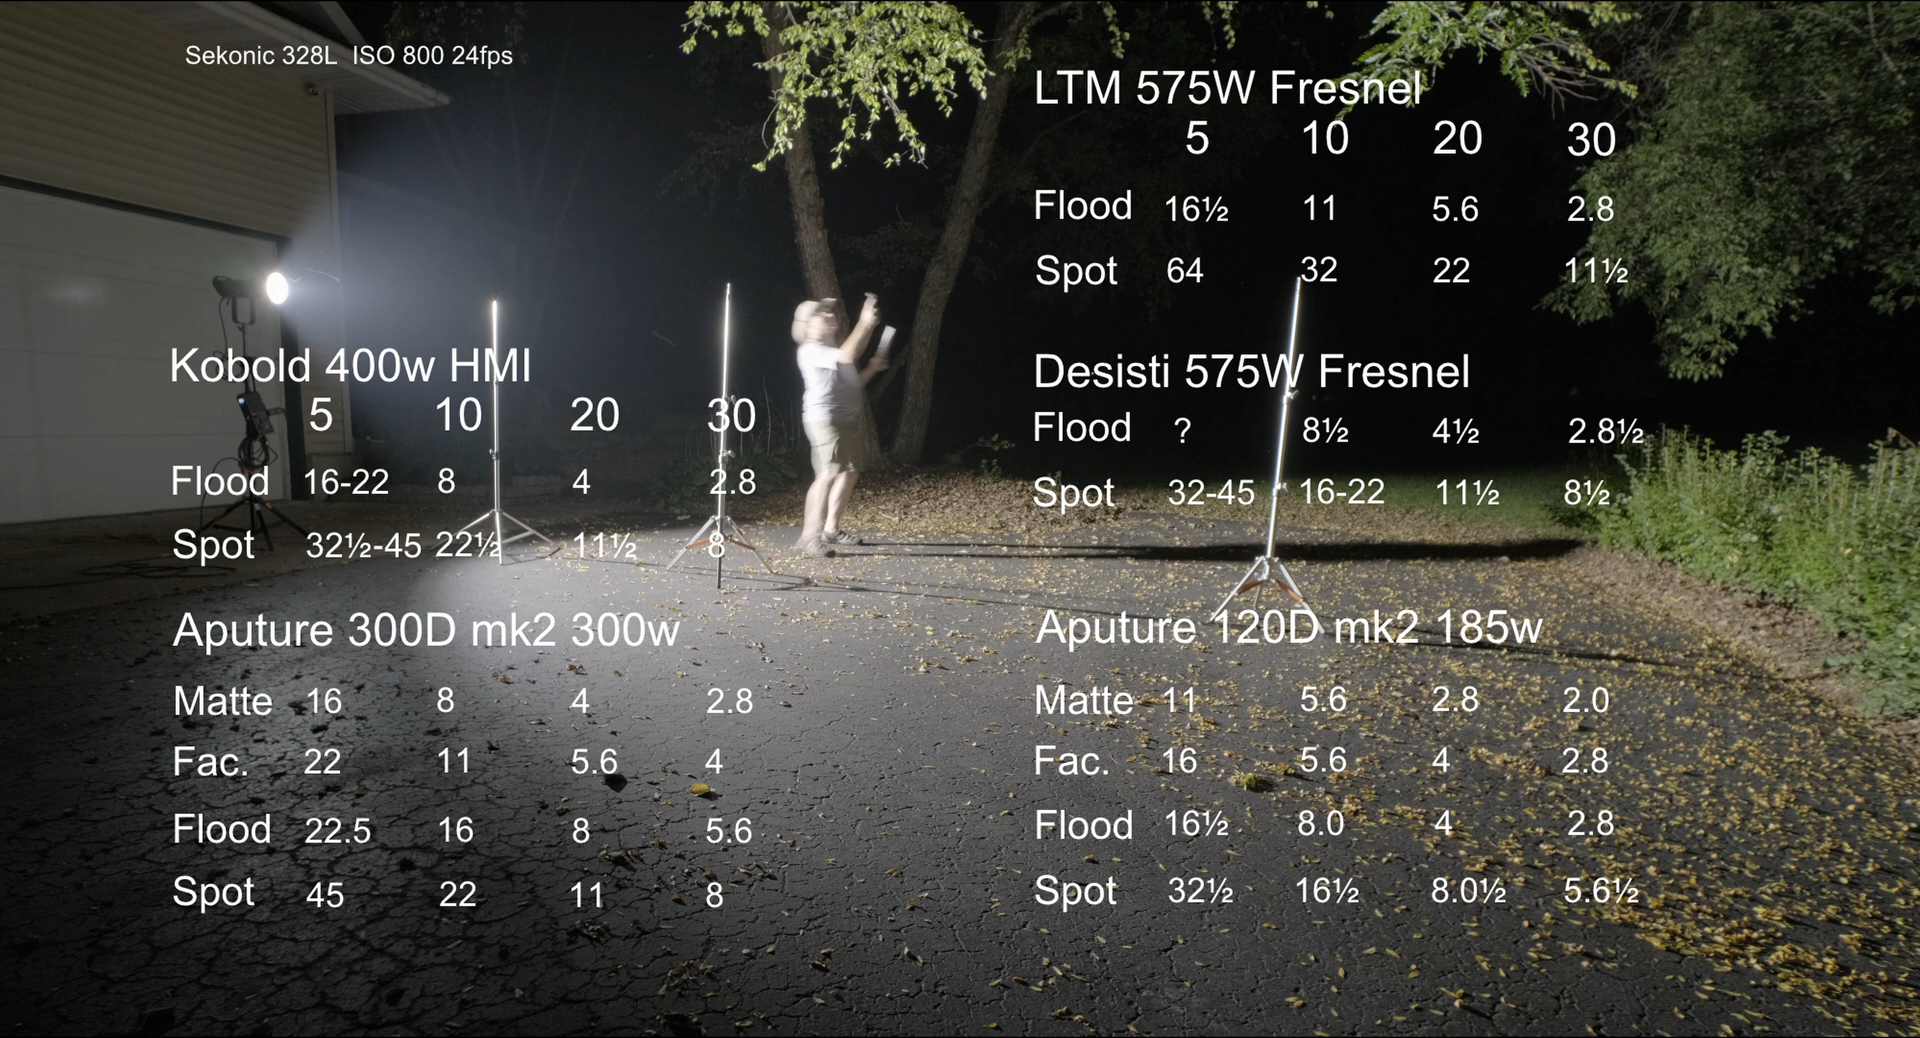 Sekonic 328L  ISO 800 24fps
LTM 575W Fresnel
5 10 20 30
Flood 16½ 11 5.6 2.8
Spot 64 32 22 11½
Kobold 400w HMI
5 10 20 30
Flood 16-22 8 4 2.8
Spot 32½-45 22½ 11½ 8
Desisti 575W Fresnel
Flood ? 8½ 4½ 2.8½
Spot 32-45 16-22 11½ 8½
Aputure 300D mk2 300w
Matte 16 8 4 2.8
Fac. 22 11 5.6 4
Flood 22.5 16 8 5.6
Spot 45 22 11 8
Aputure 120D mk2 185w
Matte 11 5.6 2.8 2.0
Fac. 16 5.6 4 2.8
Flood 16½ 8.0 4 2.8
Spot 32½ 16½ 8.0½ 5.6½